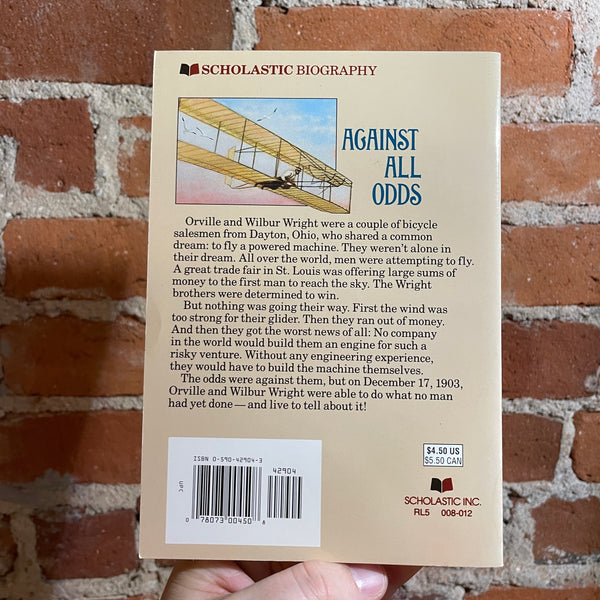 SCHOLASTIC BIOGRAPHY
AGAINST
ALL
ODDS
Orville and Wilbur Wright were a couple of bicycle
salesmen from Dayton, Ohio, who shared a common
dream: to fly a powered machine. They weren't alone in
their dream. All over the world, men were attempting to fly.
A great trade fair in St. Louis was offering large sums of
money to the first man to reach the sky. The Wright
brothers were determined to win.
But nothing was going their way. First the wind was
too strong for their glider. Then they ran out of money.
And then they got the worst news of all: No company
in the world would build them an engine for such a
risky venture. Without any engineering experience,
they would have to build the machine themselves.
The odds were against them, but on December 17, 1903,
Orville and Wilbur Wright were able to do what no man
had yet done—and live to tell about it!
ISBN 0-590-42904-3
42904
UPC
0 78073 00450 8
$4.50 US
$5.50 CAN
SCHOLASTIC INC.
RL5 008-012